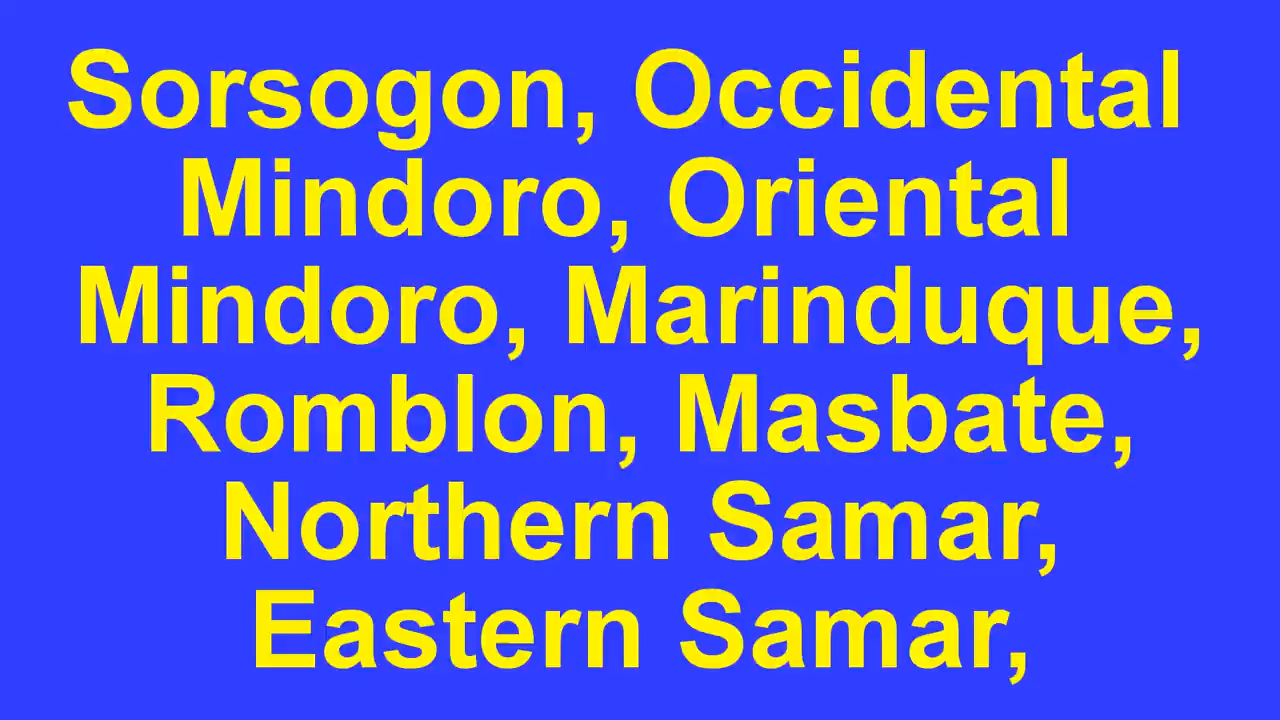 Sorsogon, Occidental
Mindoro, Oriental
Mindoro, Marinduque,
Romblon, Masbate,
Northern Samar,
Eastern Samar,